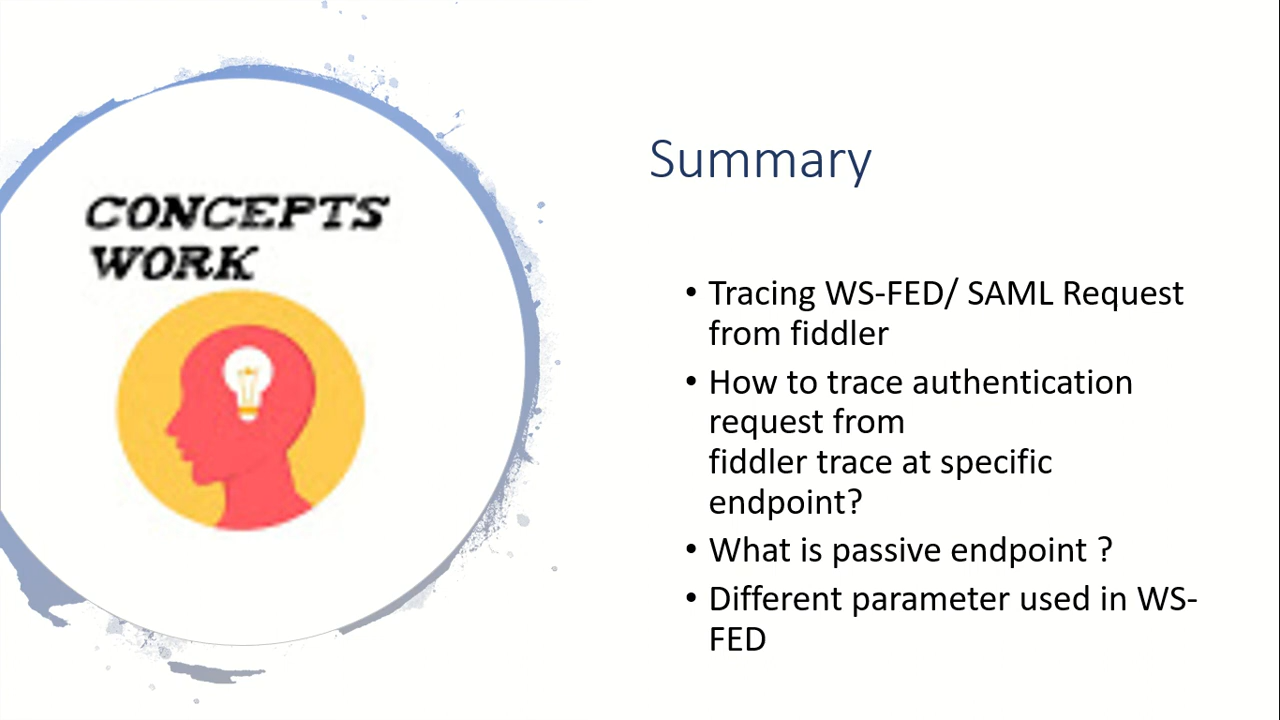 CONCEPTS
WORK
Summary
• Tracing WS-FED/ SAML Request
from fiddler
• How to trace authentication
request from
fiddler trace at specific
endpoint?
• What is passive endpoint ?
• Different parameter used in WS-
FED